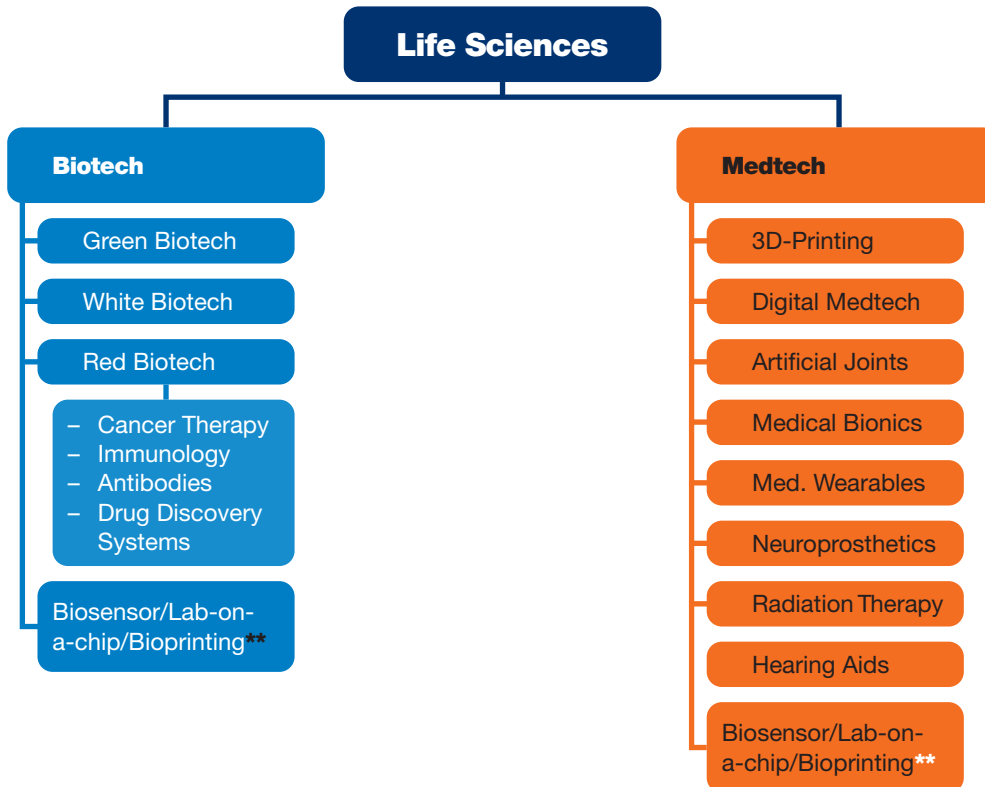 Life Sciences
Biotech
Green Biotech
White Biotech
Red Biotech
– Cancer Therapy
– Immunology
– Antibodies
– Drug Discovery
Systems
Biosensor/Lab-on-
a-chip/Bioprinting**
Medtech
3D-Printing
Digital Medtech
Artificial Joints
Medical Bionics
Med. Wearables
Neuroprosthetics
Radiation Therapy
Hearing Aids
Biosensor/Lab-on-
a-chip/Bioprinting**